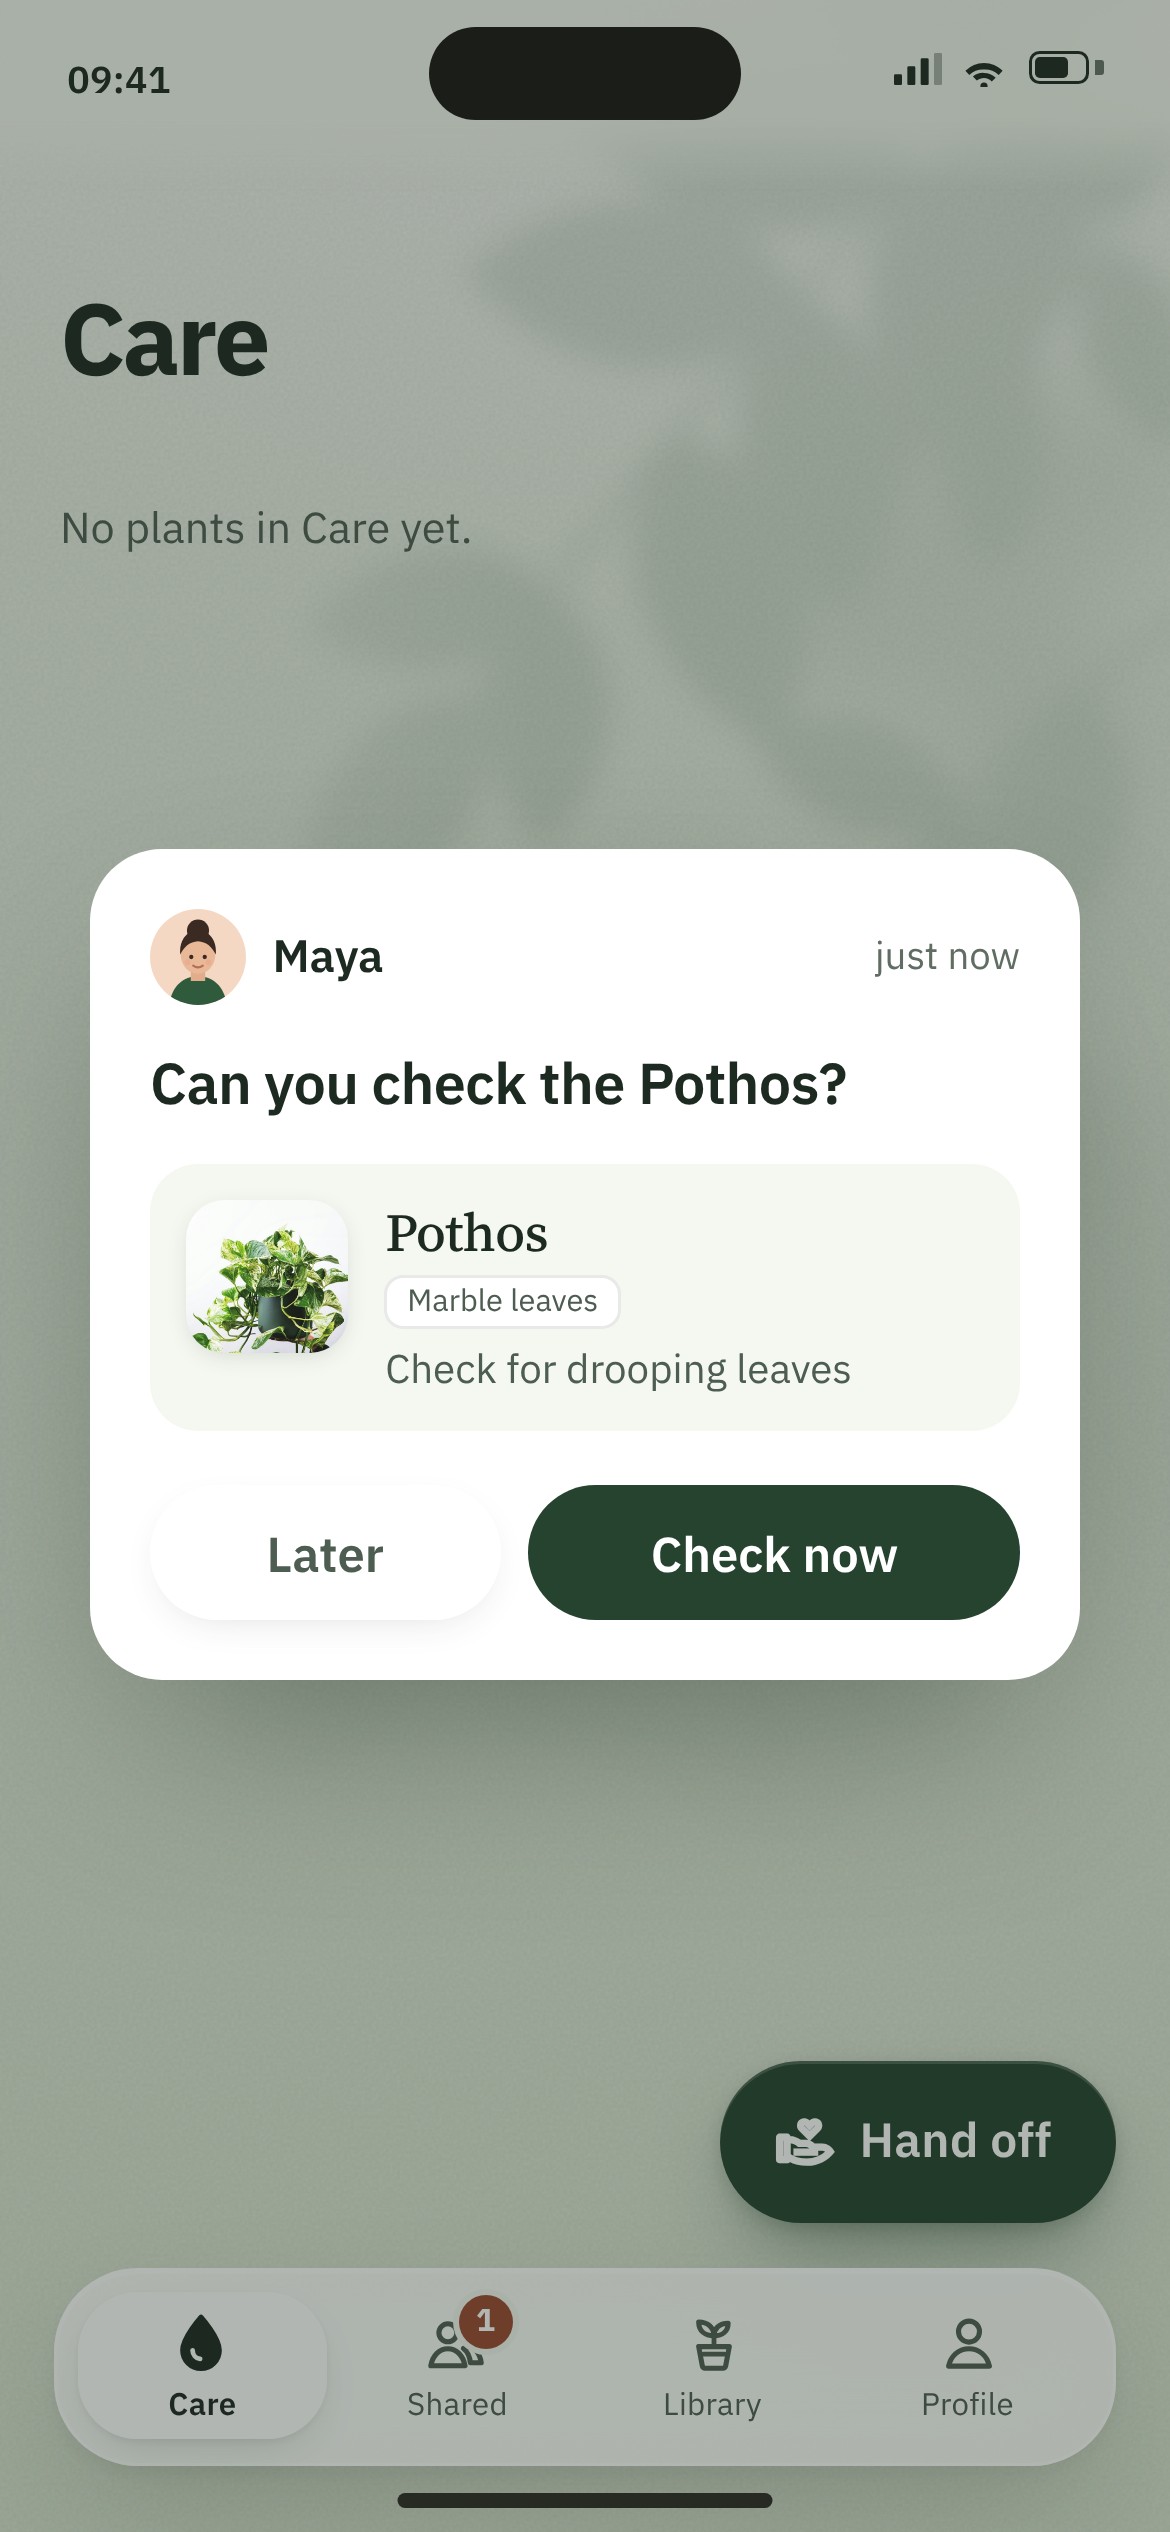 09:41
Care
No plants in Care yet.
Maya
just now
Can you check the Pothos?
Pothos
Marble leaves
Check for drooping leaves
Later
Check now
Hand off
1
Care
Shared
Library
Profile